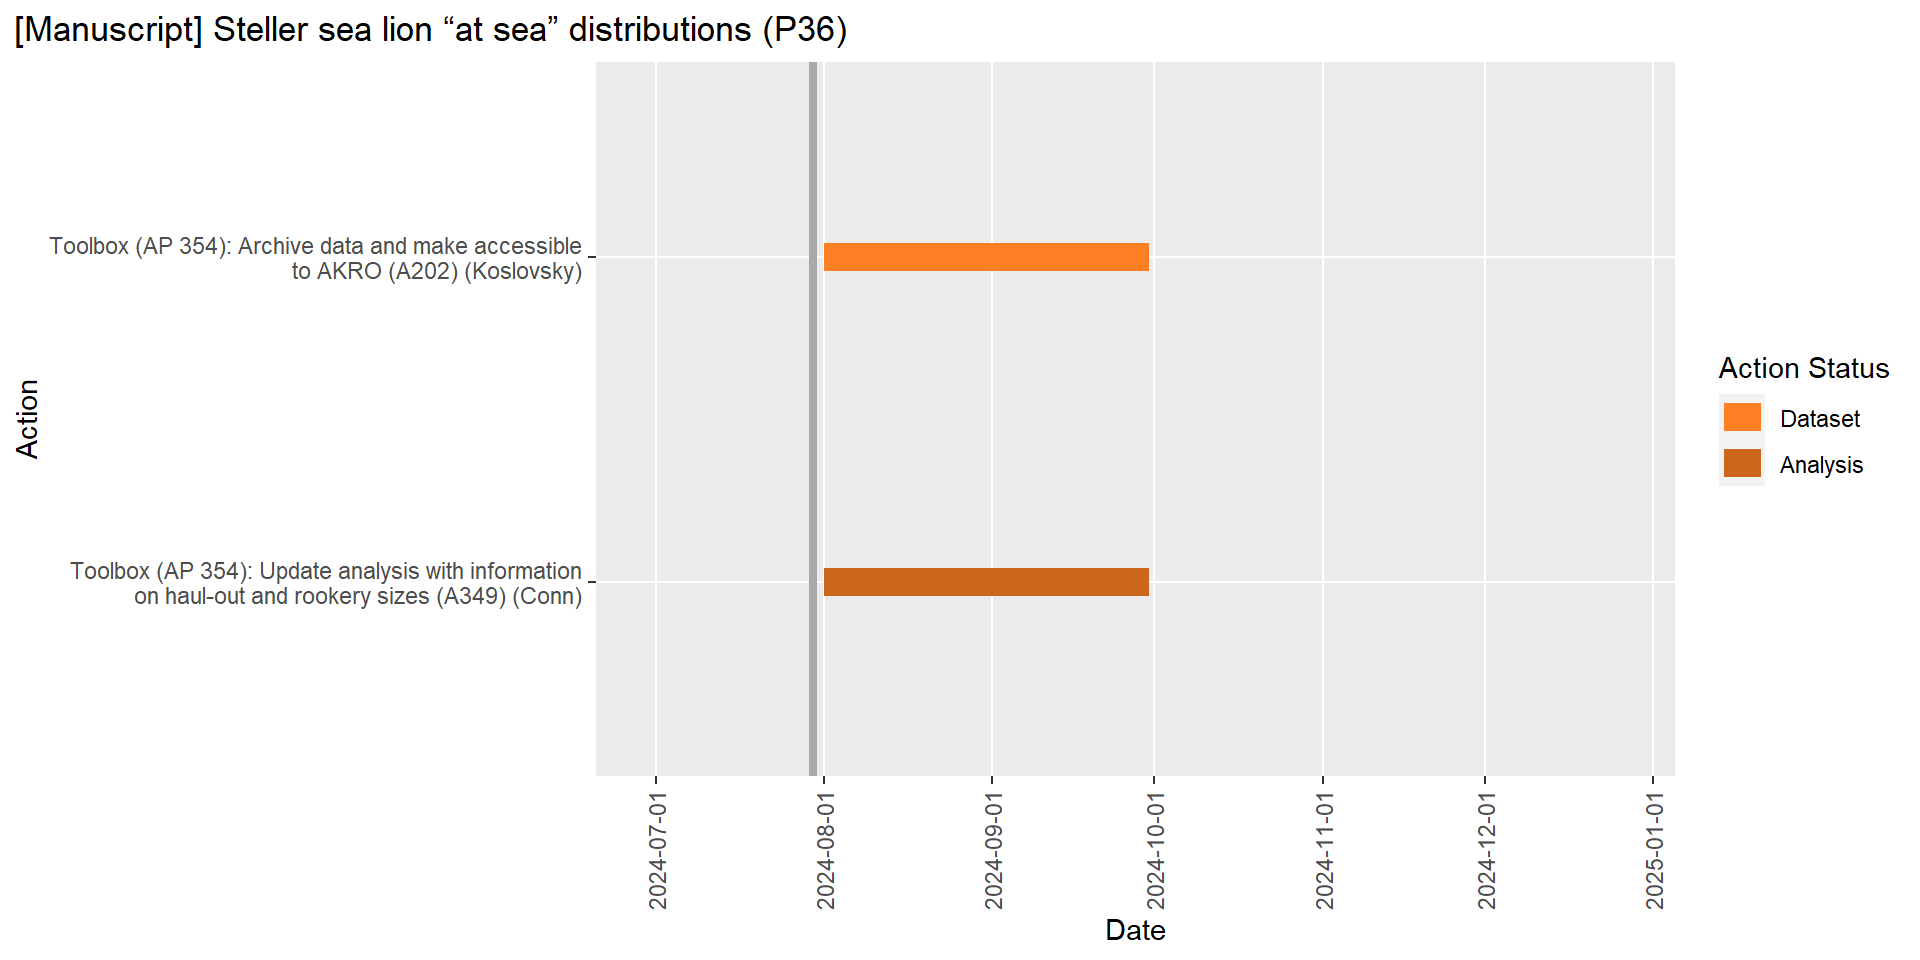 [Manuscript] Steller sea lion “at sea” distributions (P36)
Action
Toolbox (AP 354): Archive data and make accessible
to AKRO (A202) (Koslovsky)
Toolbox (AP 354): Update analysis with information
on haul-out and rookery sizes (A349) (Conn)
2024-07-01
2024-08-01
2024-09-01
2024-10-01
2024-11-01
2024-12-01
2025-01-01
Date
Action Status
Dataset
Analysis